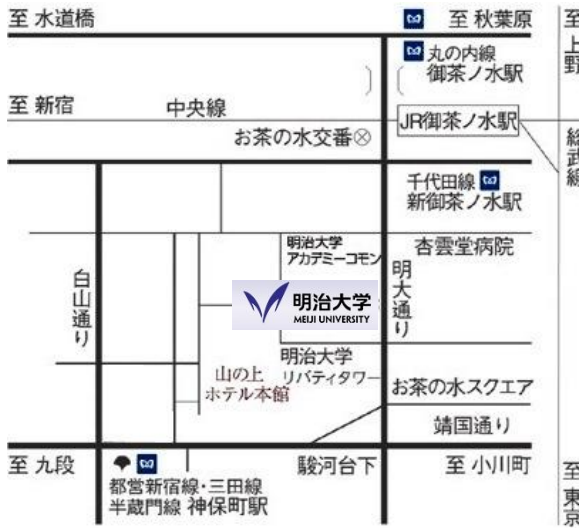 至 水道橋
至 秋葉原
至 上野
丸の内線
御茶ノ水駅
至 新宿
中央線
JR御茶ノ水駅
お茶の水交番
総武線
千代田線
新御茶ノ水駅
明治大学
アカデミーコモン
杏雲堂病院
白山通り
明大通り
明治大学
MEIJI UNIVERSITY
明治大学
リバティタワー
山の上
ホテル本館
お茶の水スクエア
靖国通り
至 九段
駿河台下
至 小川町
至 東京
都営新宿線・三田線
半蔵門線 神保町駅